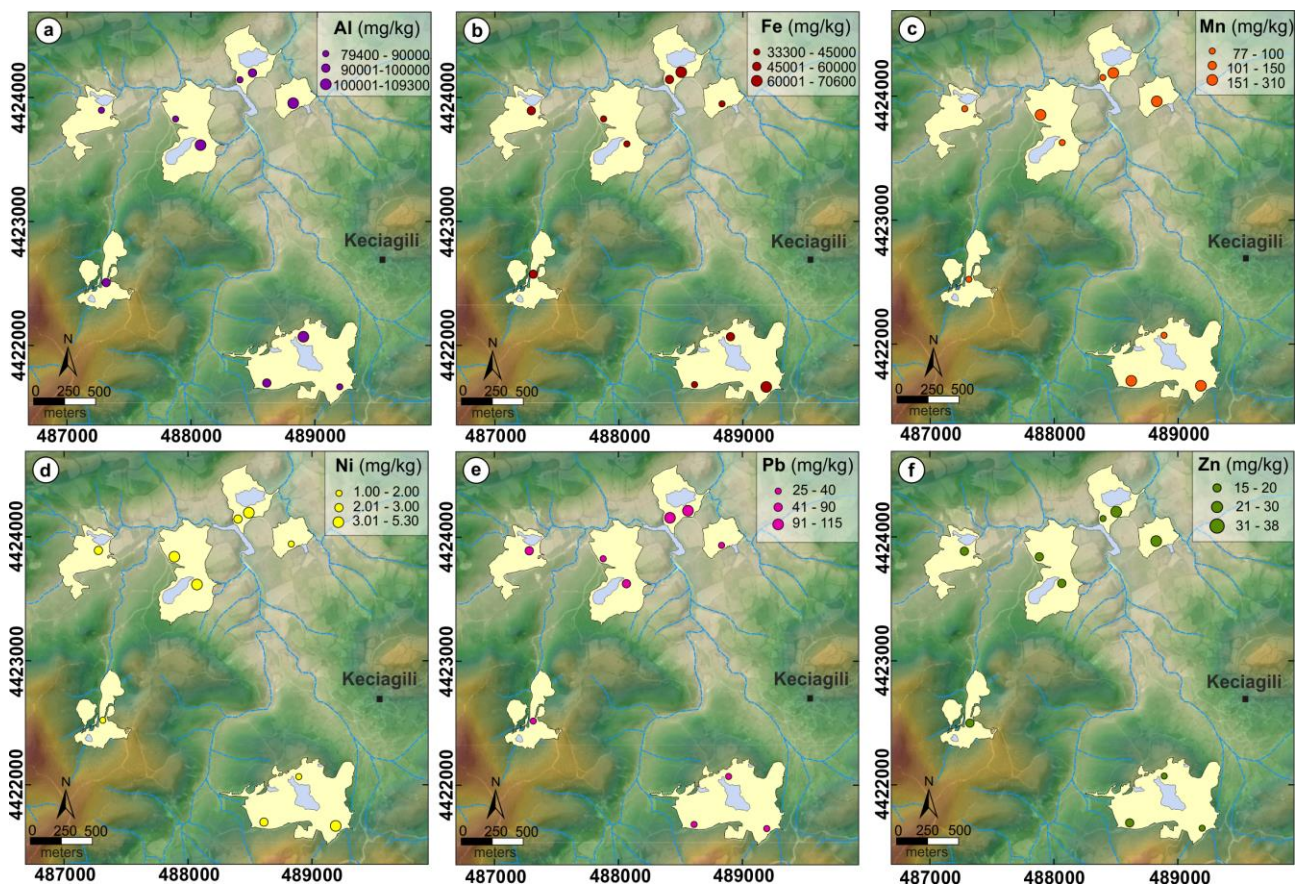 a
Al (mg/kg)
79400 - 90000
90001-100000
100001-109300
4424000
4423000
4422000
Keciagili
N
0 250 500
meters
487000 488000 489000
b
Fe (mg/kg)
33300 - 45000
45001 - 60000
60001 - 70600
4424000
4423000
4422000
Keciagili
N
0 250 500
meters
487000 488000 489000
c
Mn (mg/kg)
77 - 100
101 - 150
151 - 310
4424000
4423000
4422000
Keciagili
N
0 250 500
meters
487000 488000 489000
d
Ni (mg/kg)
1.00 - 2.00
2.01 - 3.00
3.01 - 5.30
4424000
4423000
4422000
Keciagili
N
0 250 500
meters
487000 488000 489000
e
Pb (mg/kg)
25 - 40
41 - 90
91 - 115
4424000
4423000
4422000
Keciagili
N
0 250 500
meters
487000 488000 489000
f
Zn (mg/kg)
15 - 20
21 - 30
31 - 38
4424000
4423000
4422000
Keciagili
N
0 250 500
meters
487000 488000 489000